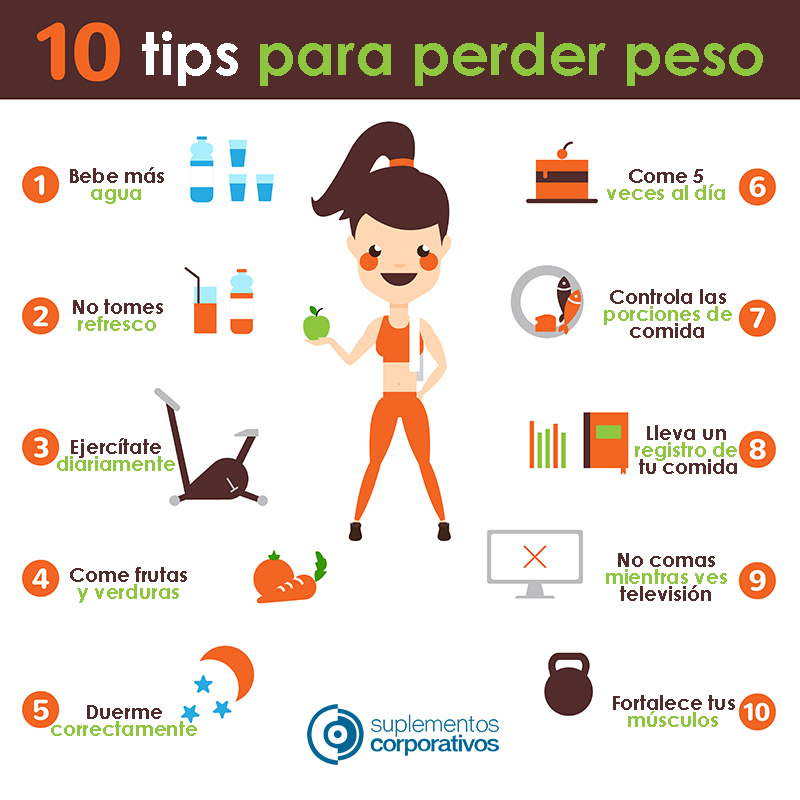 10 tips para perder peso
1
Bebe más
agua
2
No tomes
refresco
3
Ejercítate
diariamente
4
Come frutas
y verduras
5
Duerme
correctamente
Come 5
veces al día
6
Controla las
porciones de
comida
7
Lleva un
registro de
tu comida
8
No comas
mientras ves
televisión
9
Fortalece tus
músculos
10
suplementos
corporativos